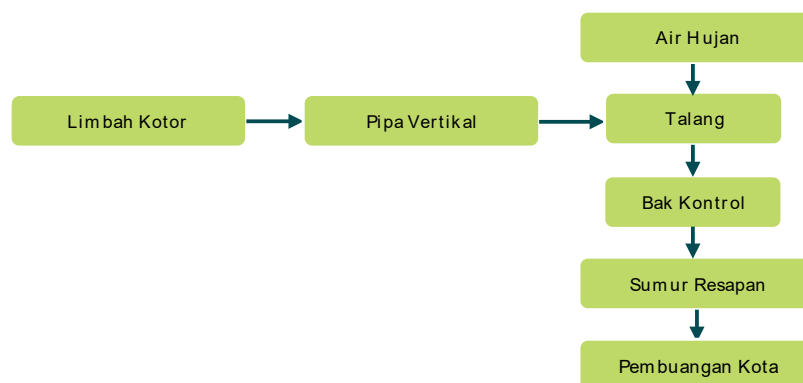 Air Hujan
Limbah Kotor
Pipa Vertikal
Talang
Bak Kontrol
Sumur Resapan
Pembuangan Kota